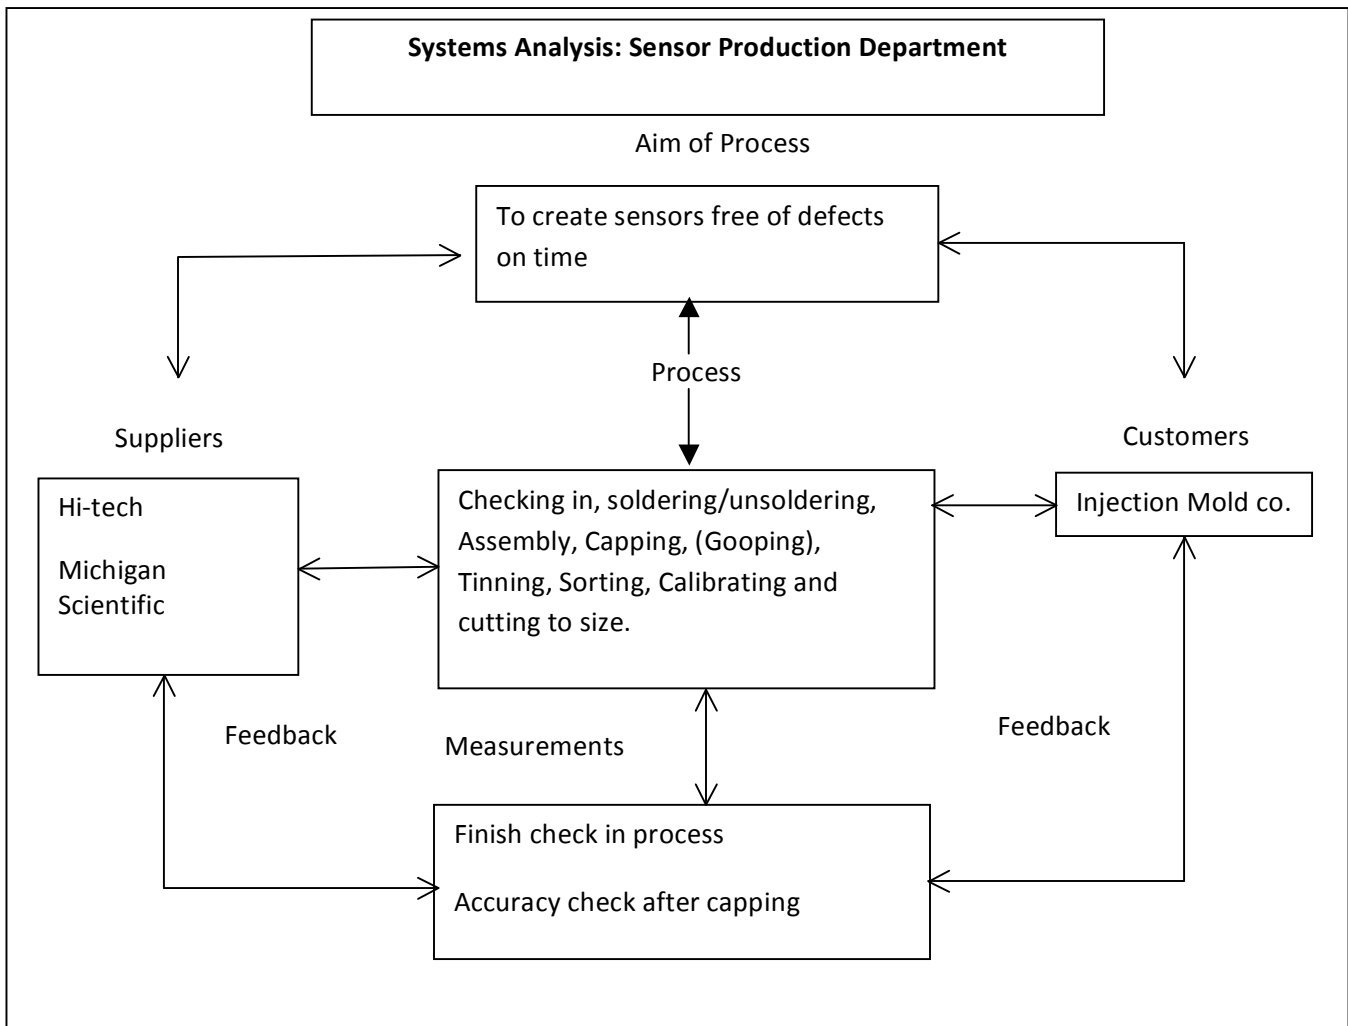 Systems Analysis: Sensor Production Department
Aim of Process
To create sensors free of defects
on time
Process
Suppliers
Customers
Hi-tech
Michigan
Scientific
Checking in, soldering/unsoldering,
Assembly, Capping, (Gooping),
Tinning, Sorting, Calibrating and
cutting to size.
Injection Mold co.
Feedback
Measurements
Feedback
Finish check in process
Accuracy check after capping